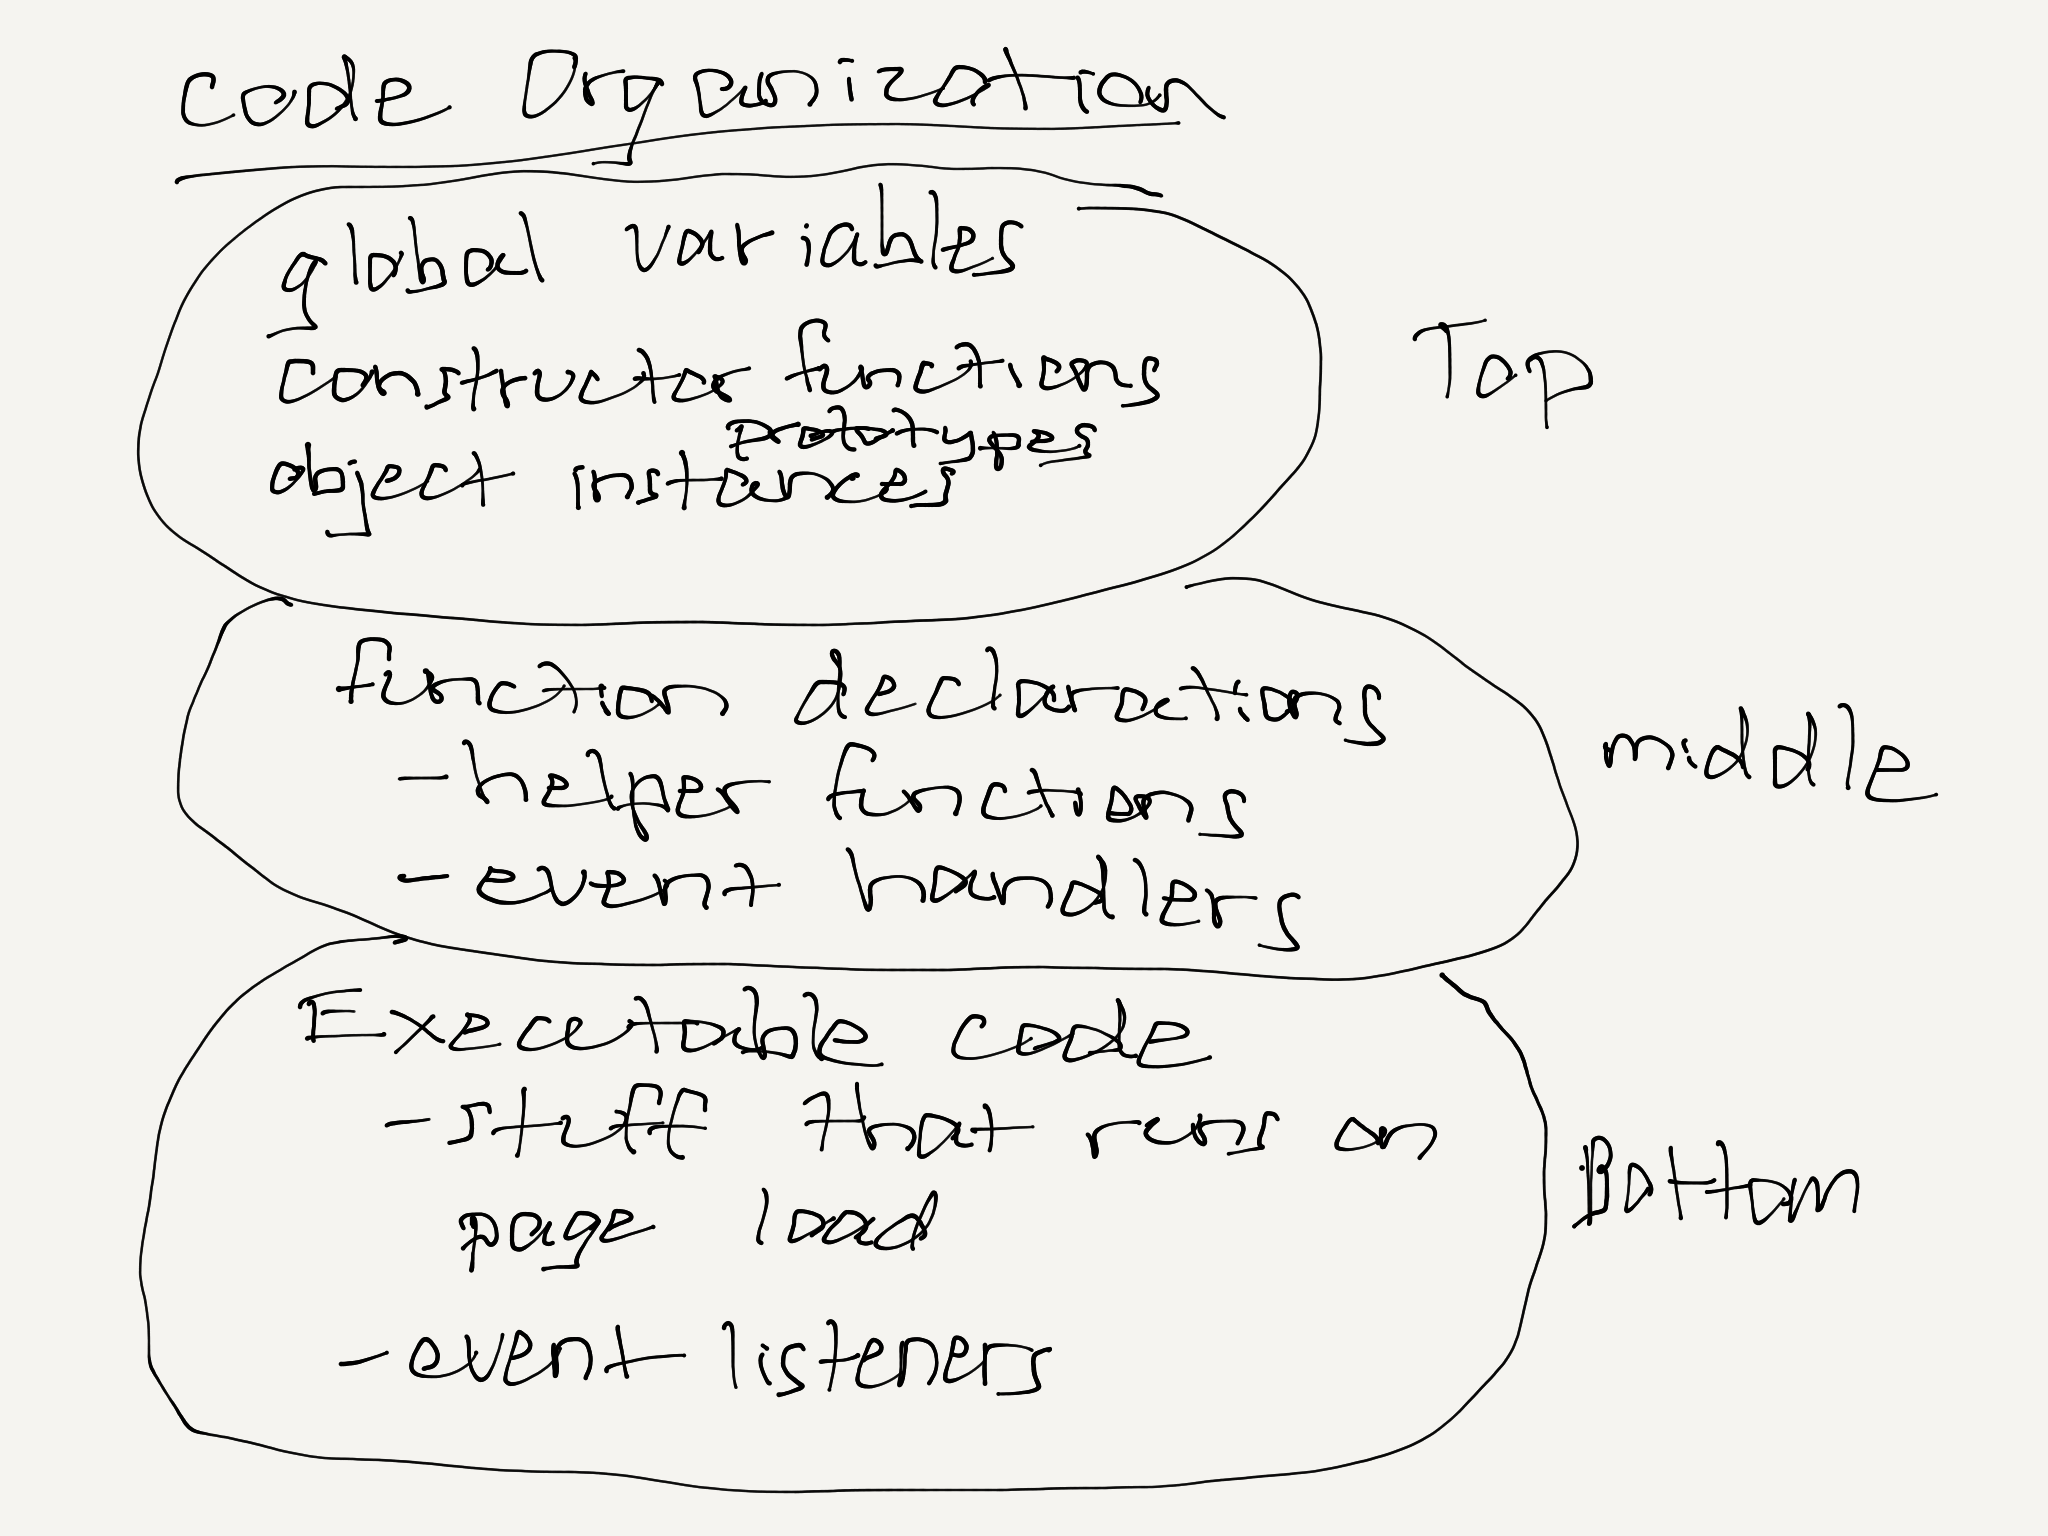 code Organization
global variables
constructor functions
prototypes
object instances
Top
function declarations
- helper functions
- event handlers
middle
Executable code
- stuff that runs on
page load
- event listeners
Bottom